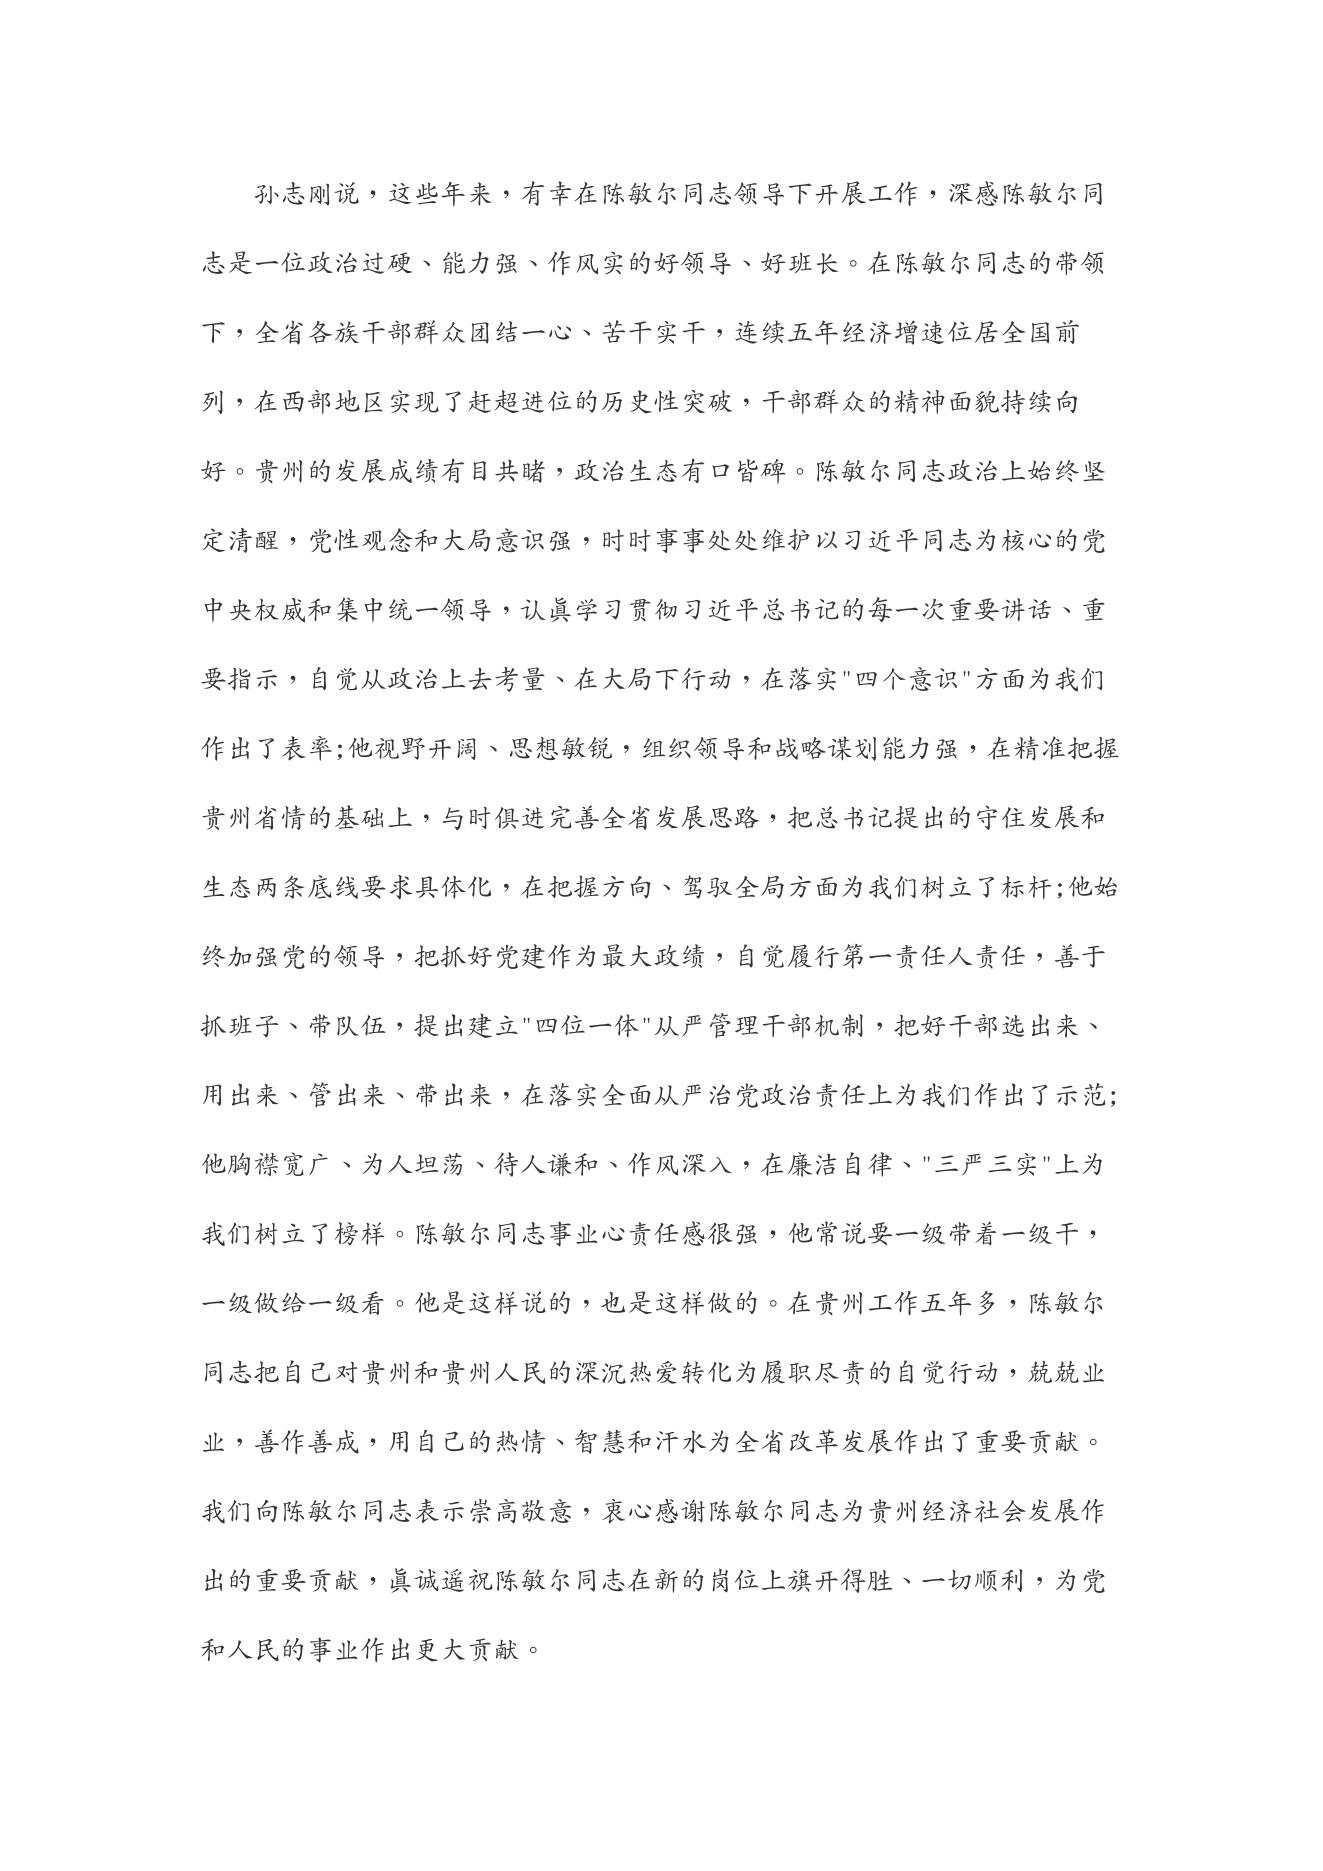 孙志刚说，这些年来，有幸在陈敏尔同志领导下开展工作，深感陈敏尔同
志是一位政治过硬、能力强、作风实的好领导、好班长。在陈敏尔同志的带领
下，全省各族干部群众团结一心、苦干实干，连续五年经济增速位居全国前
列，在西部地区实现了赶超进位的历史性突破，干部群众的精神面貌持续向
好。贵州的发展成绩有目共睹，政治生态有口皆碑。陈敏尔同志政治上始终坚
定清醒，党性观念和大局意识强，时时事事处处维护以习近平同志为核心的党
中央权威和集中统一领导，认真学习贯彻习近平总书记的每一次重要讲话、重
要指示，自觉从政治上去考量、在大局下行动，在落实"四个意识"方面为我们
作出了表率;他视野开阔、思想敏锐，组织领导和战略谋划能力强，在精准把握
贵州省情的基础上，与时俱进完善全省发展思路，把总书记提出的守住发展和
生态两条底线要求具体化，在把握方向、驾驭全局方面为我们树立了标杆;他始
终加强党的领导，把抓好党建作为最大政绩，自觉履行第一责任人责任，善于
抓班子、带队伍，提出建立"四位一体"从严管理干部机制，把好干部选出来、
用出来、管出来、带出来，在落实全面从严治党政治责任上为我们作出了示范;
他胸襟宽广、为人坦荡、待人谦和、作风深入，在廉洁自律、"三严三实"上为
我们树立了榜样。陈敏尔同志事业心责任感很强，他常说要一级带着一级干，
一级做给一级看。他是这样说的，也是这样做的。在贵州工作五年多，陈敏尔
同志把自己对贵州和贵州人民的深沉热爱转化为履职尽责的自觉行动，兢兢业
业，善作善成，用自己的热情、智慧和汗水为全省改革发展作出了重要贡献。
我们向陈敏尔同志表示崇高敬意，衷心感谢陈敏尔同志为贵州经济社会发展作
出的重要贡献，真诚遥祝陈敏尔同志在新的岗位上旗开得胜、一切顺利，为党
和人民的事业作出更大贡献。